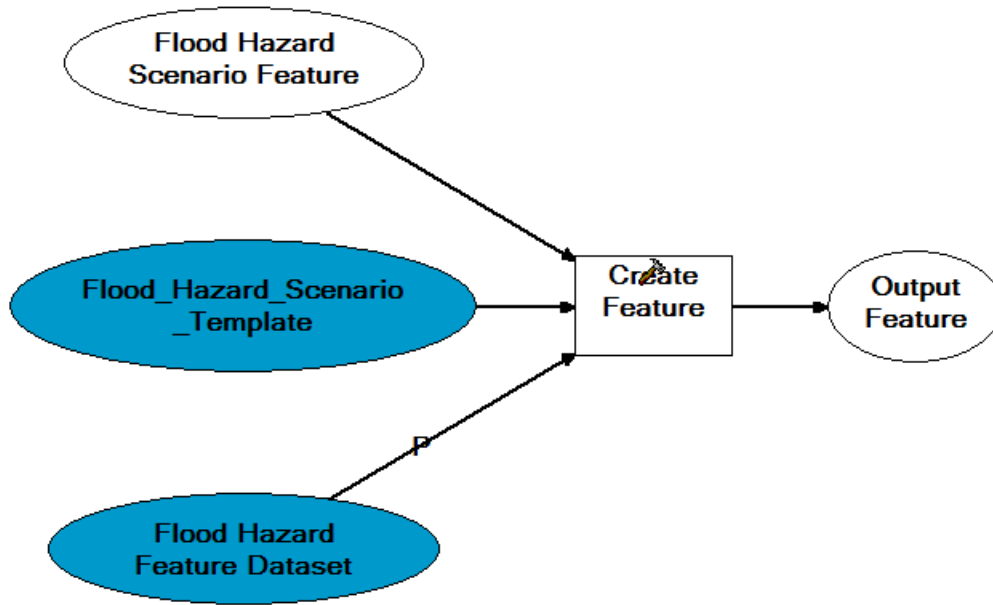 Flood Hazard
Scenario Feature
Flood_Hazard_Scenario
_Template
Create
Feature
Output
Feature
P
Flood Hazard
Feature Dataset